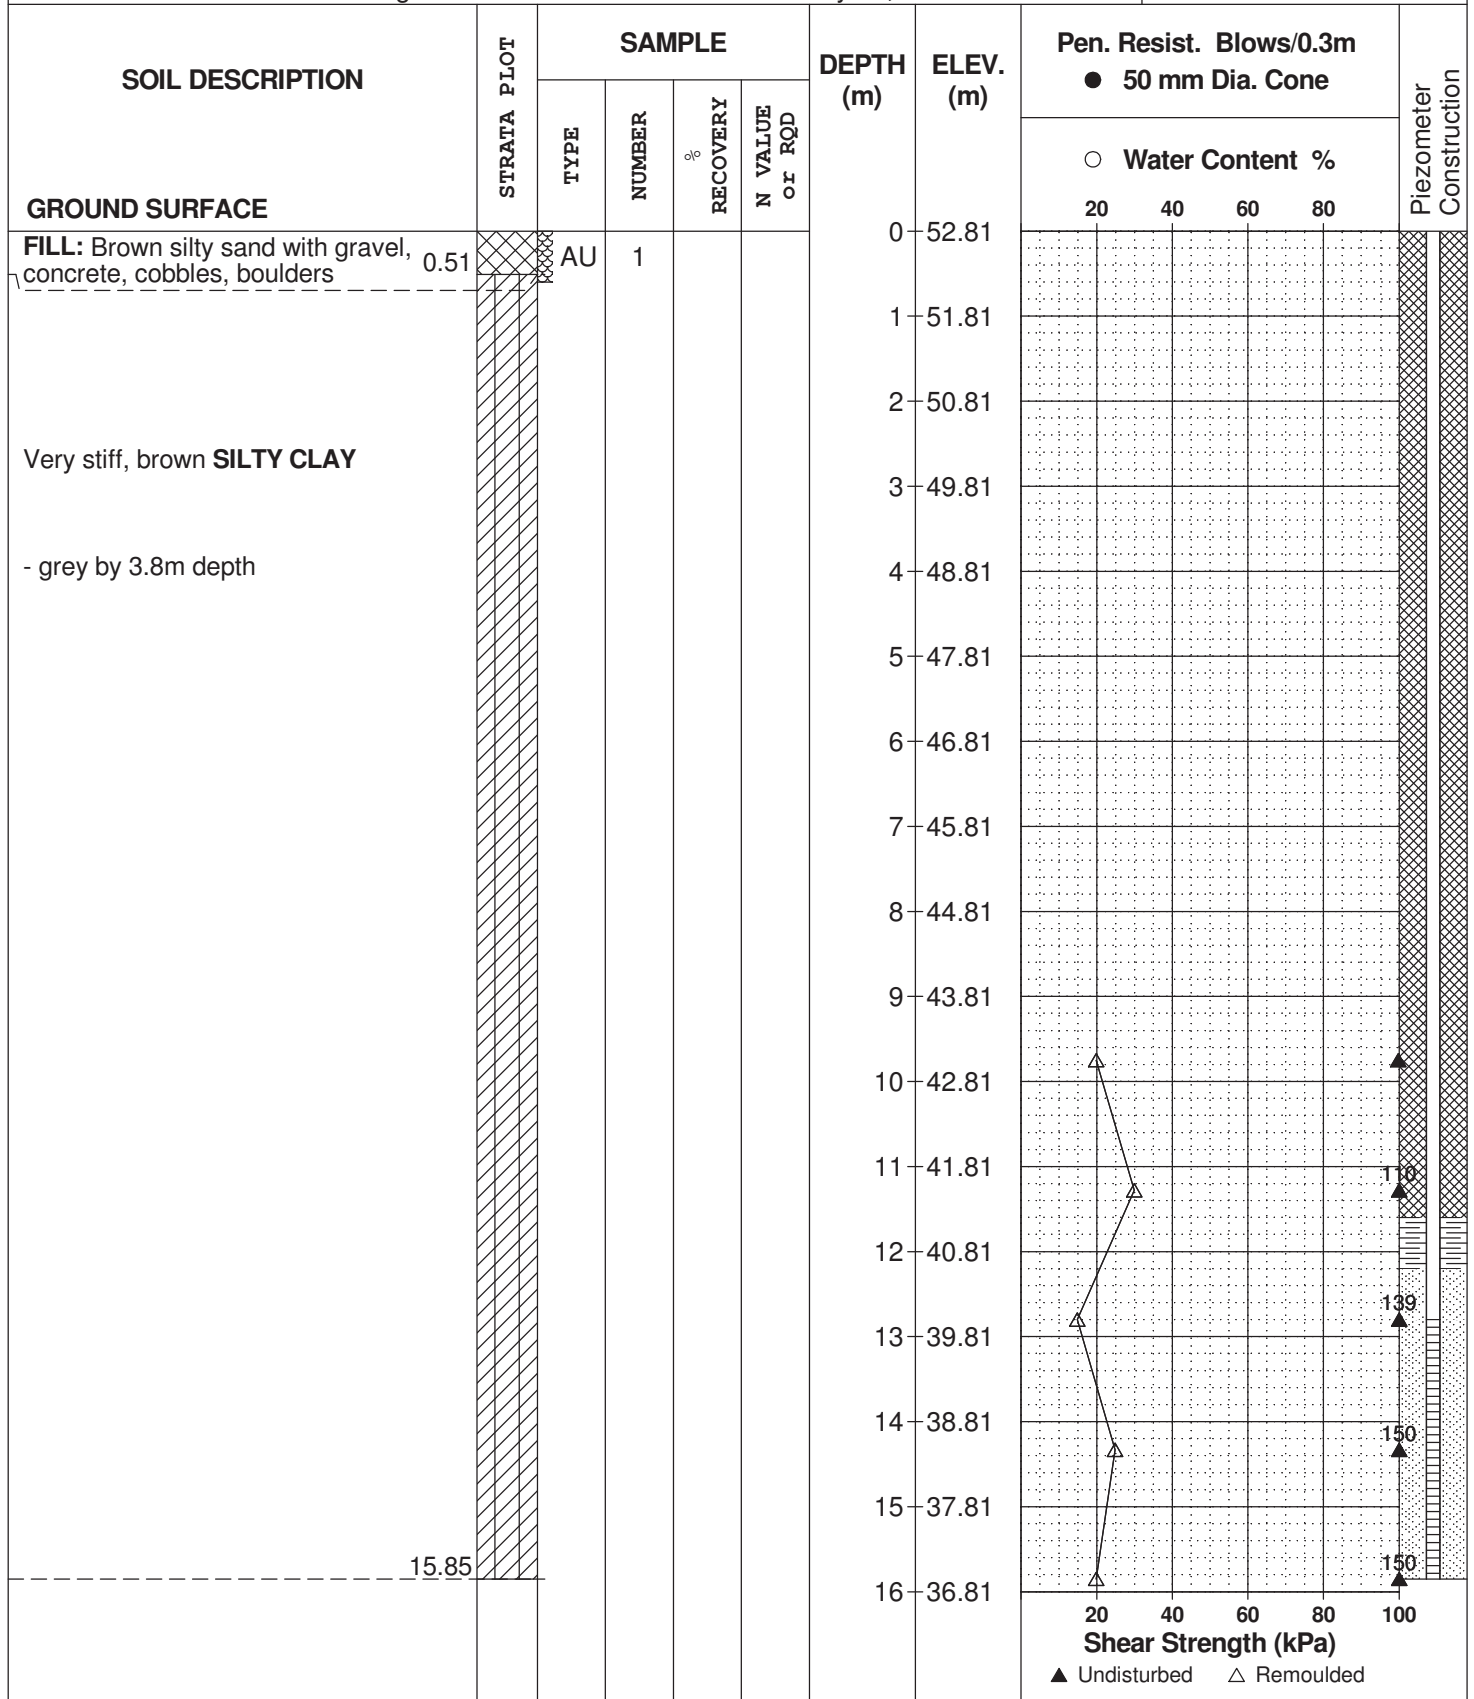 SOIL DESCRIPTION
GROUND SURFACE
STRATA PLOT
SAMPLE
TYPE
NUMBER
%
RECOVERY
N VALUE
or RQD
DEPTH
(m)
ELEV.
(m)
Pen. Resist. Blows/0.3m
● 50 mm Dia. Cone
○ Water Content %
20 40 60 80
Piezometer
Construction
FILL: Brown silty sand with gravel,
concrete, cobbles, boulders
0.51
AU 1
0 52.81
1 51.81
2 50.81
Very stiff, brown SILTY CLAY
3 49.81
- grey by 3.8m depth
4 48.81
5 47.81
6 46.81
7 45.81
8 44.81
9 43.81
10 42.81
11 41.81
110
12 40.81
139
13 39.81
14 38.81
150
15 37.81
15.85
150
16 36.81
20 40 60 80 100
Shear Strength (kPa)
▲ Undisturbed △ Remoulded